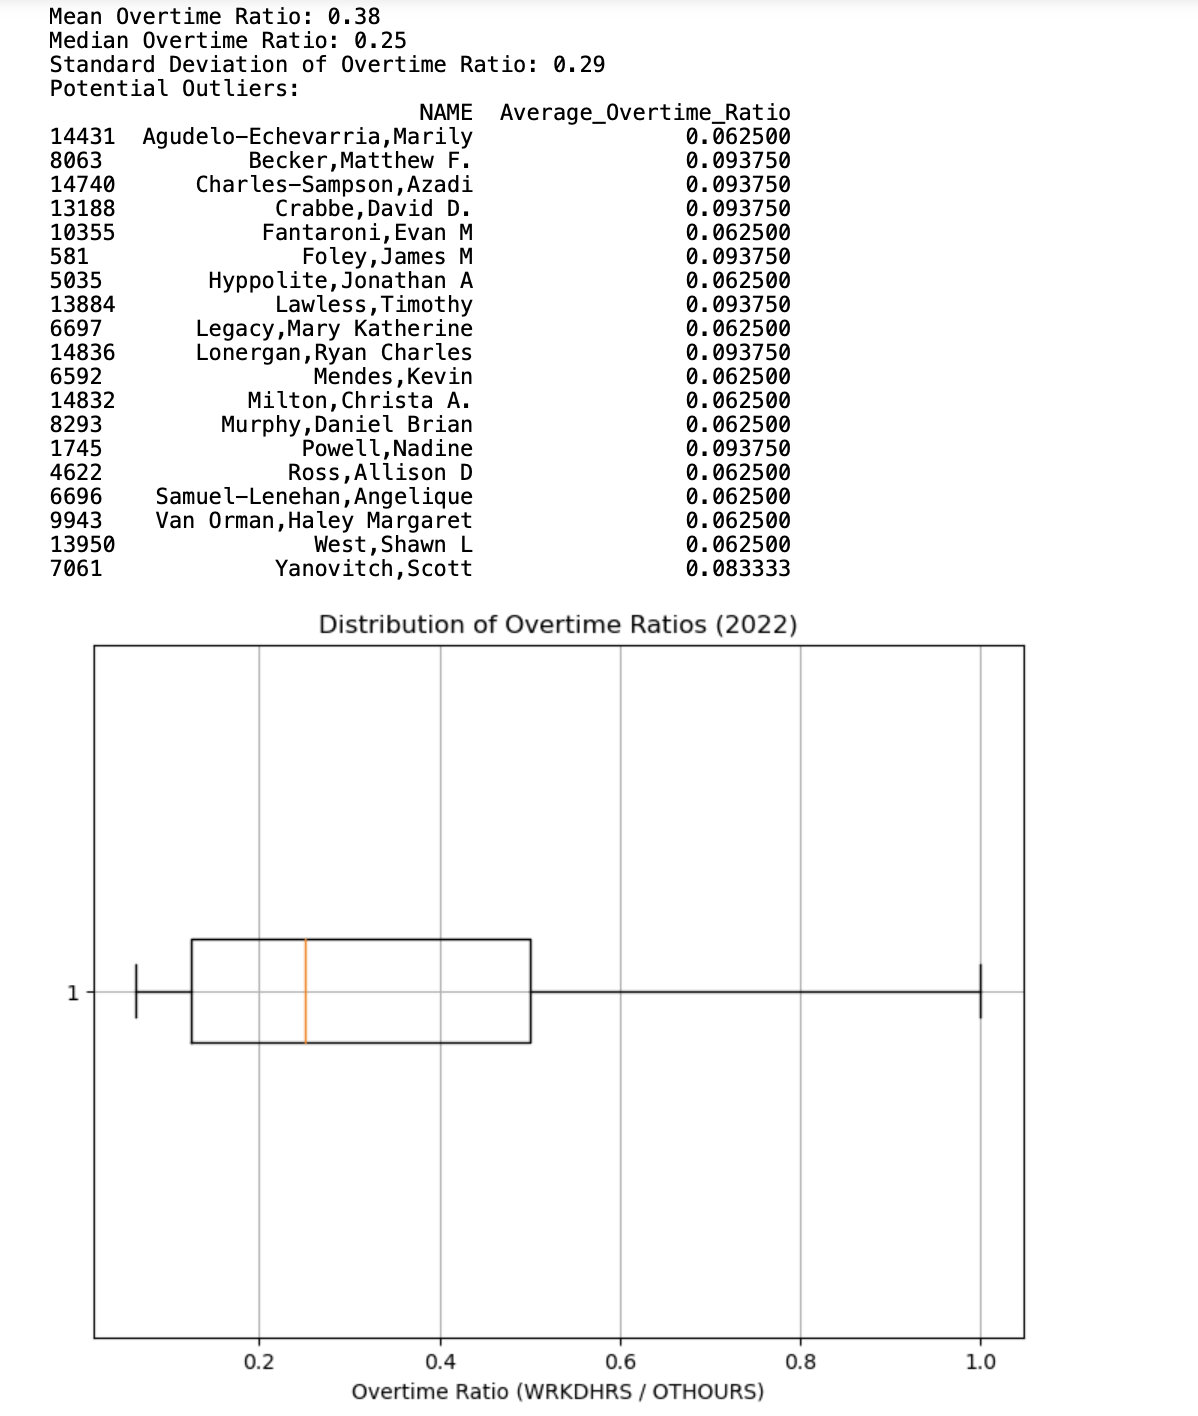 Mean Overtime Ratio: 0.38
Median Overtime Ratio: 0.25
Standard Deviation of Overtime Ratio: 0.29
Potential Outliers:
NAME Average_Overtime_Ratio
14431 Agudelo-Echevarria,Marily 0.062500
8063 Becker,Matthew F. 0.093750
14740 Charles-Sampson,Azadi 0.093750
13188 Crabbe,David D. 0.093750
10355 Fantaroni,Evan M 0.062500
581 Foley,James M 0.093750
5035 Hyppolite,Jonathan A 0.062500
13884 Lawless,Timothy 0.093750
6697 Legacy,Mary Katherine 0.062500
14836 Lonergan,Ryan Charles 0.093750
6592 Mendes,Kevin 0.062500
14832 Milton,Christa A. 0.062500
8293 Murphy,Daniel Brian 0.062500
1745 Powell,Nadine 0.093750
4622 Ross,Allison D 0.062500
6696 Samuel-Lenehan,Angelique 0.062500
9943 Van Orman,Haley Margaret 0.062500
13950 West,Shawn L 0.062500
7061 Yanovitch,Scott 0.083333
Distribution of Overtime Ratios (2022)
1
0.2 0.4 0.6 0.8 1.0
Overtime Ratio (WRKDHRS / OTHOURS)